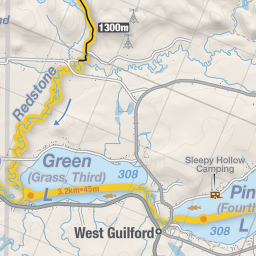 Redstone
1300m
Green
(Grass, Third)
308
L
3.2km+45m
Sleepy Hollow
Camping
Pin
(Fourth
308
L
West Guilford